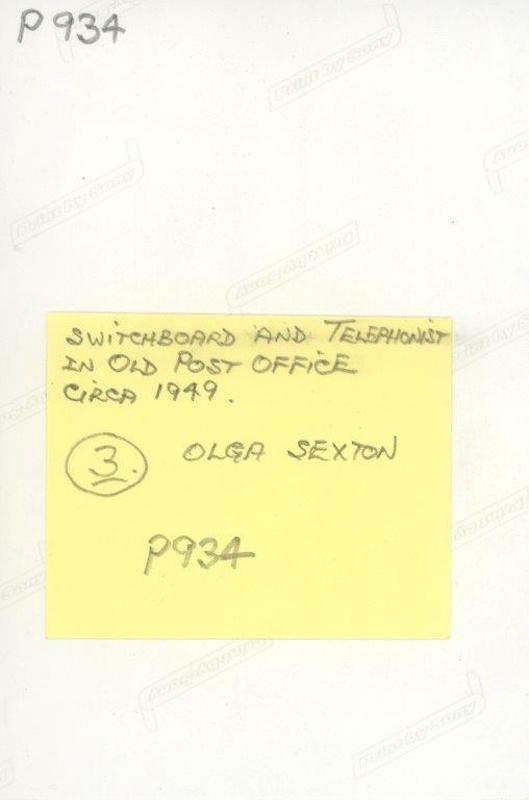 P934
SWITCHBOARD AND TELEPHONIST
IN OLD POST OFFICE
CIRCA 1949.
3.
OLGA SEXTON
P934